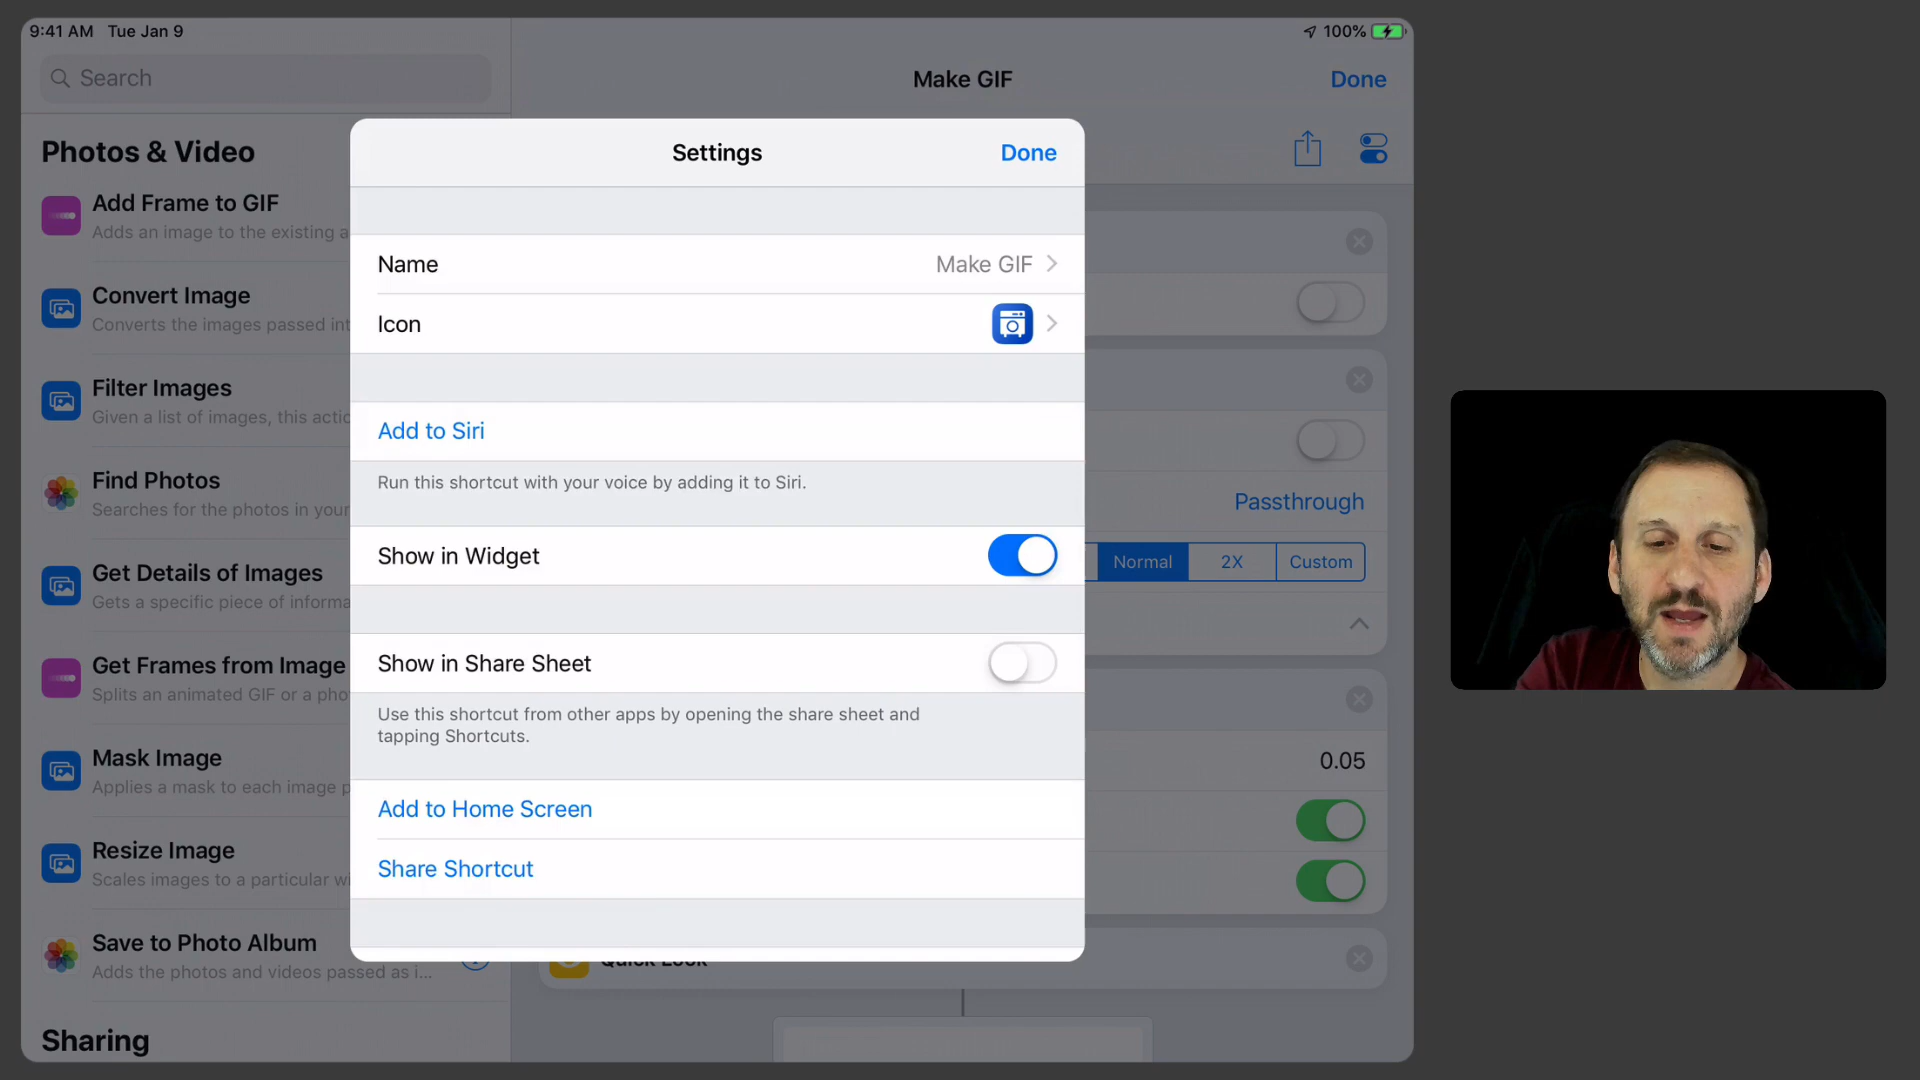 9:41 AM Tue Jan 9
100%
Search
Make GIF
Done
Photos & Video
Add Frame to GIF
Adds an image to the existing a
Convert Image
Converts the images passed int
Filter Images
Given a list of images, this actio
Find Photos
Searches for the photos in your
Get Details of Images
Gets a specific piece of informa
Get Frames from Image
Splits an animated GIF or a pho
Mask Image
Applies a mask to each image p
Resize Image
Scales images to a particular wi
Save to Photo Album
Adds the photos and videos passed as i...
Sharing
Settings
Done
Name
Make GIF
Icon
Add to Siri
Run this shortcut with your voice by adding it to Siri.
Show in Widget
Show in Share Sheet
Use this shortcut from other apps by opening the share sheet and
tapping Shortcuts.
Add to Home Screen
Share Shortcut
Passthrough
Normal 2X Custom
0.05
Quick Look